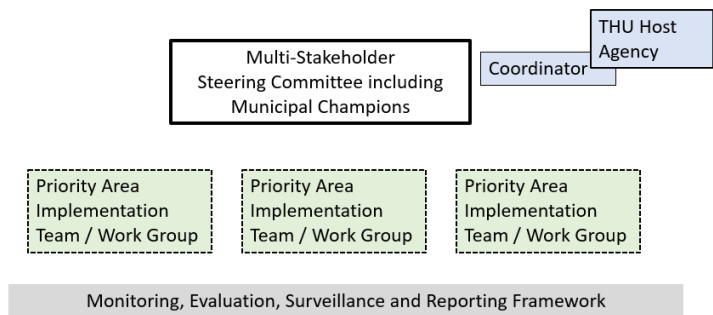 THU Host
Agency
Coordinator
Multi-Stakeholder
Steering Committee including
Municipal Champions
Priority Area
Implementation
Team / Work Group
Priority Area
Implementation
Team / Work Group
Priority Area
Implementation
Team / Work Group
Monitoring, Evaluation, Surveillance and Reporting Framework